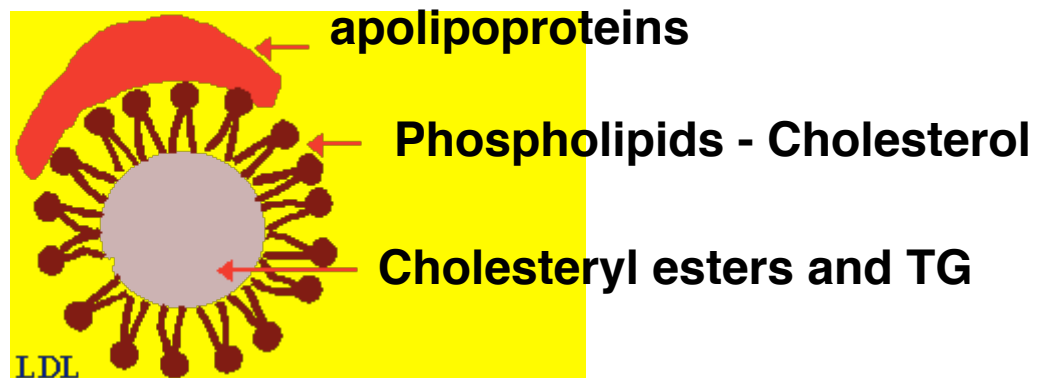 apolipoproteins
Phospholipids - Cholesterol
Cholesteryl esters and TG
LDL